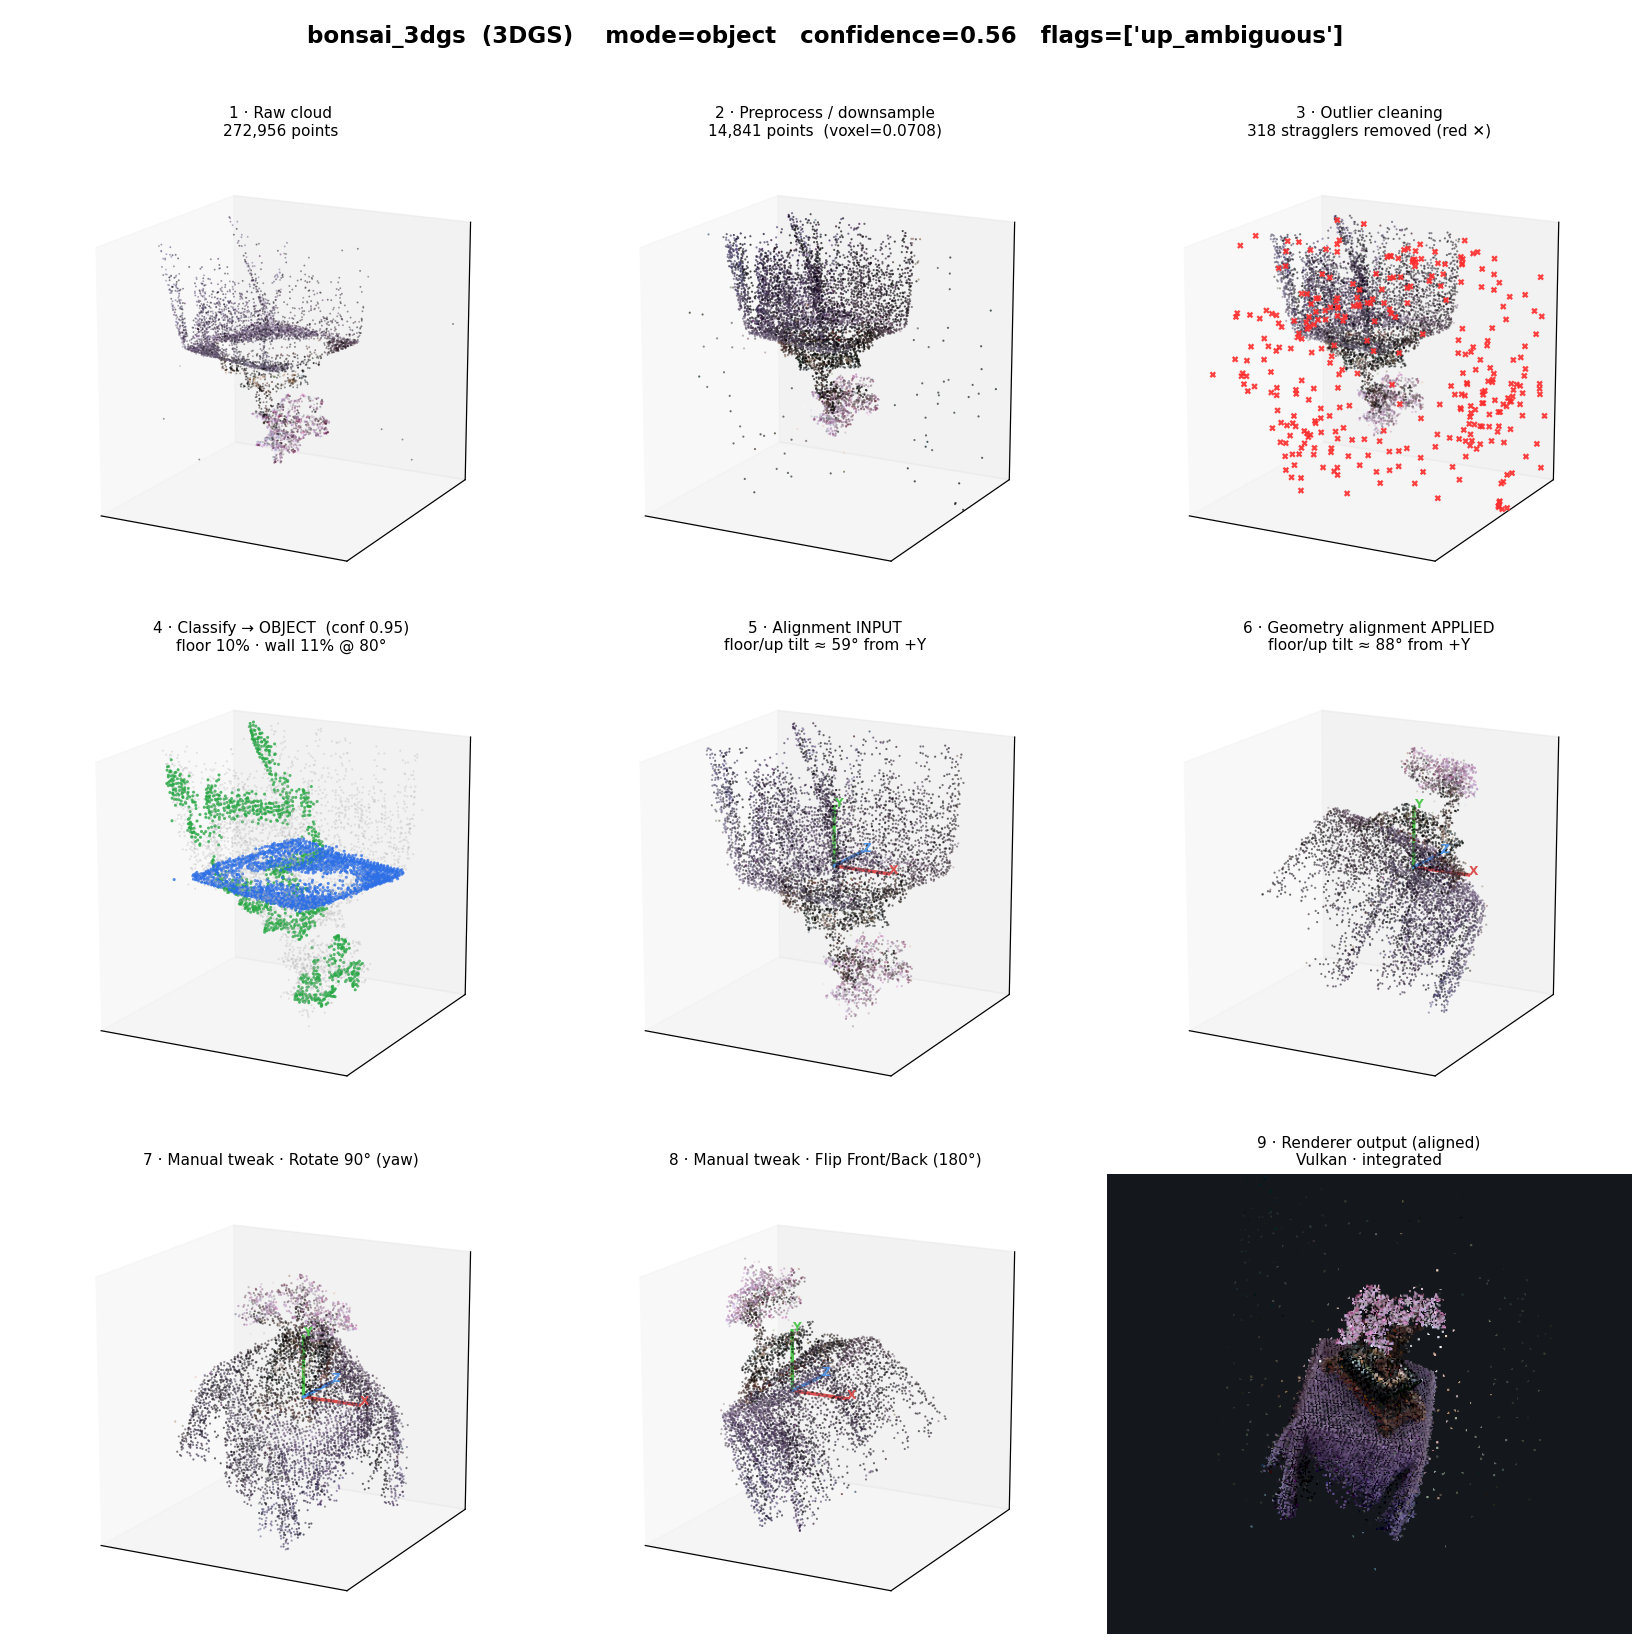 bonsai_3dgs (3DGS) mode=object confidence=0.56 flags=['up_ambiguous']
1 · Raw cloud
272,956 points
2 · Preprocess / downsample
14,841 points (voxel=0.0708)
3 · Outlier cleaning
318 stragglers removed (red ×)
4 · Classify → OBJECT (conf 0.95)
floor 10% · wall 11% @ 80°
5 · Alignment INPUT
floor/up tilt ≈ 59° from +Y
Y
X
6 · Geometry alignment APPLIED
floor/up tilt ≈ 88° from +Y
Y
Z
X
7 · Manual tweak · Rotate 90° (yaw)
Y
X
8 · Manual tweak · Flip Front/Back (180°)
Y
X
9 · Renderer output (aligned)
Vulkan · integrated